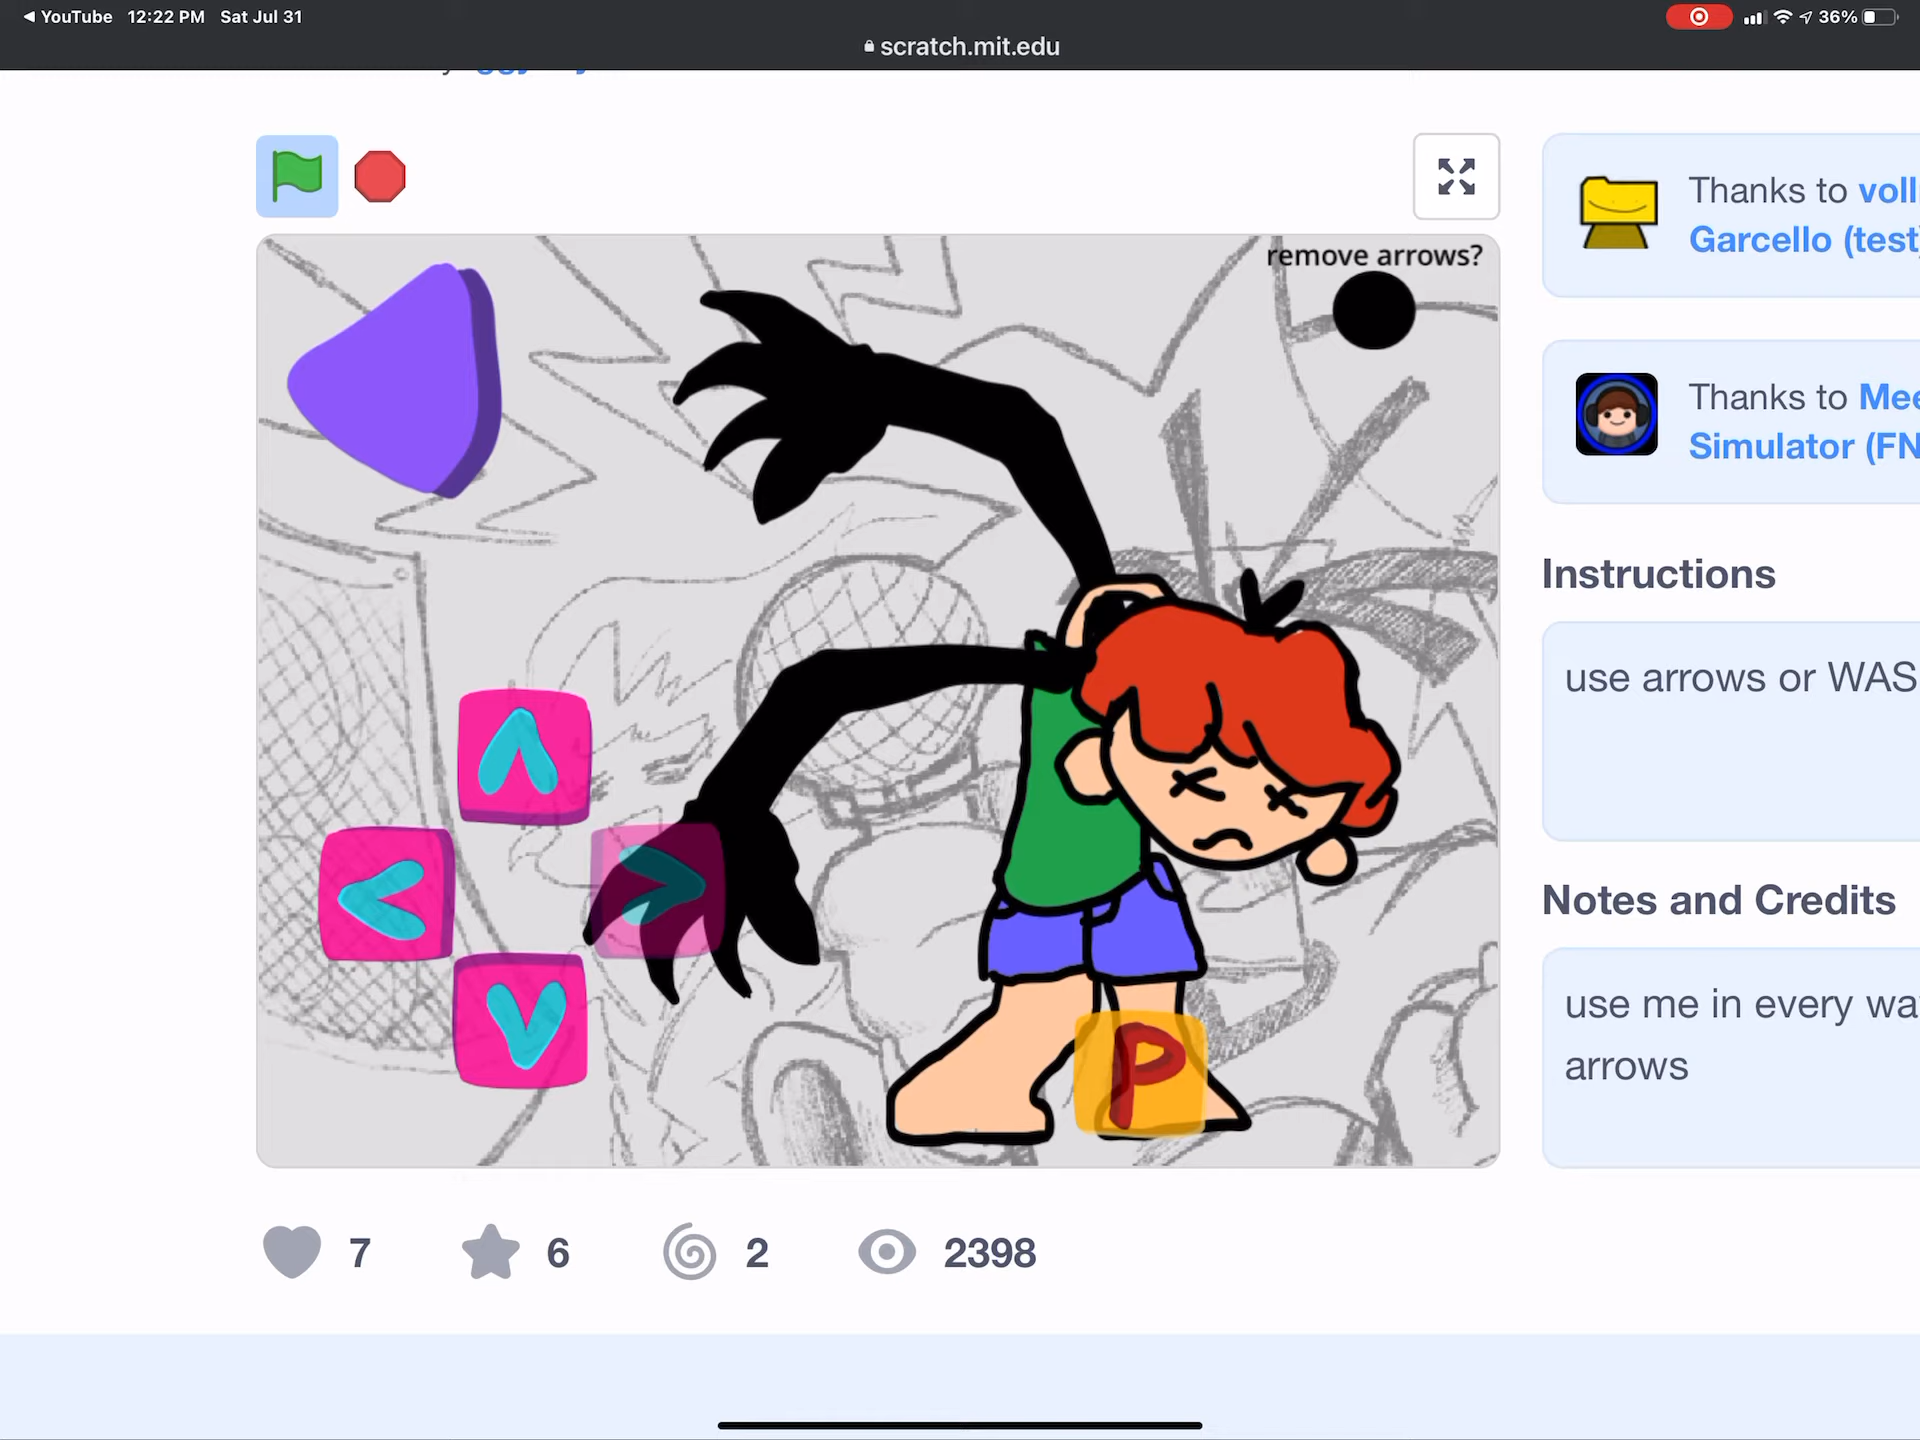 YouTube 12:22 PM Sat Jul 31
36%
scratch.mit.edu
remove arrows?
P
7
6
2
2398
Thanks to voll
Garcello (test)
Thanks to Mee
Simulator (FN
Instructions
use arrows or WAS
Notes and Credits
use me in every wa
arrows